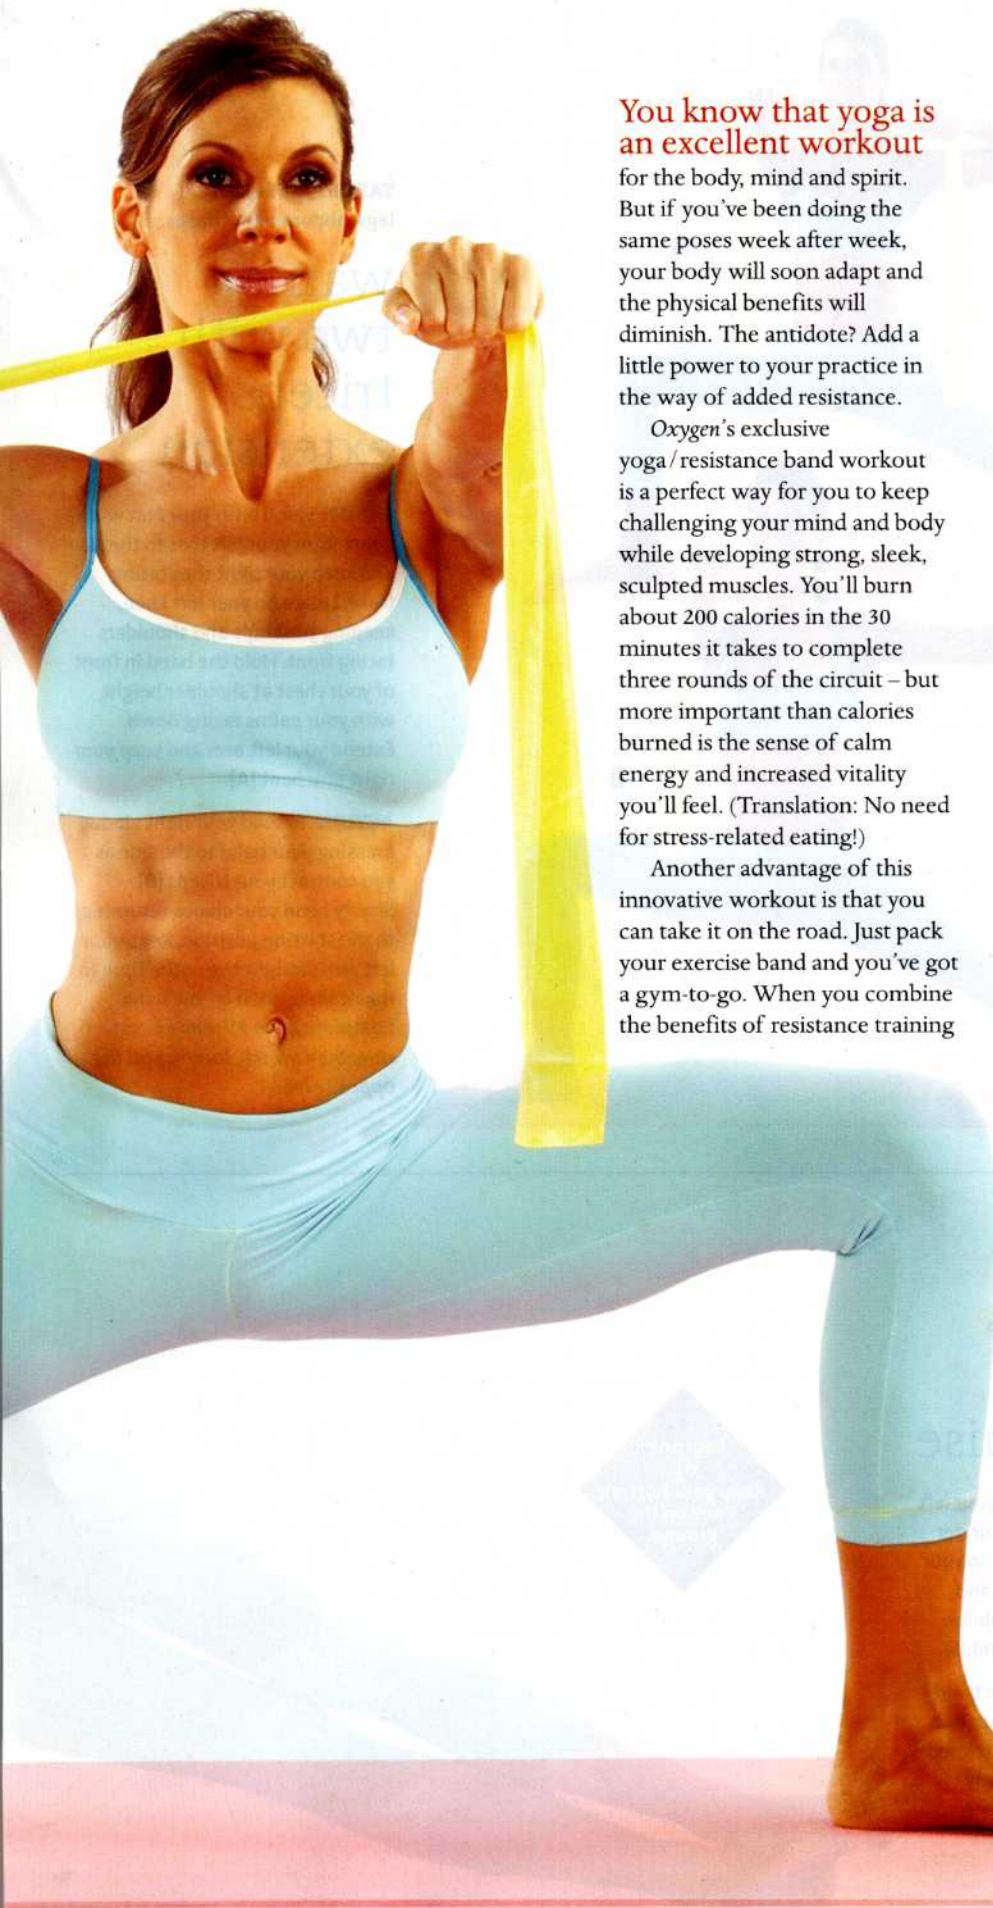 You know that yoga is
an excellent workout
for the body, mind and spirit.
But if you've been doing the
same poses week after week,
your body will soon adapt and
the physical benefits will
diminish. The antidote? Add a
little power to your practice in
the way of added resistance.
Oxygen's exclusive
yoga/resistance band workout
is a perfect way for you to keep
challenging your mind and body
while developing strong, sleek,
sculpted muscles. You'll burn
about 200 calories in the 30
minutes it takes to complete
three rounds of the circuit – but
more important than calories
burned is the sense of calm
energy and increased vitality
you'll feel. (Translation: No need
for stress-related eating!)
Another advantage of this
innovative workout is that you
can take it on the road. Just pack
your exercise band and you've got
a gym-to-go. When you combine
the benefits of resistance training